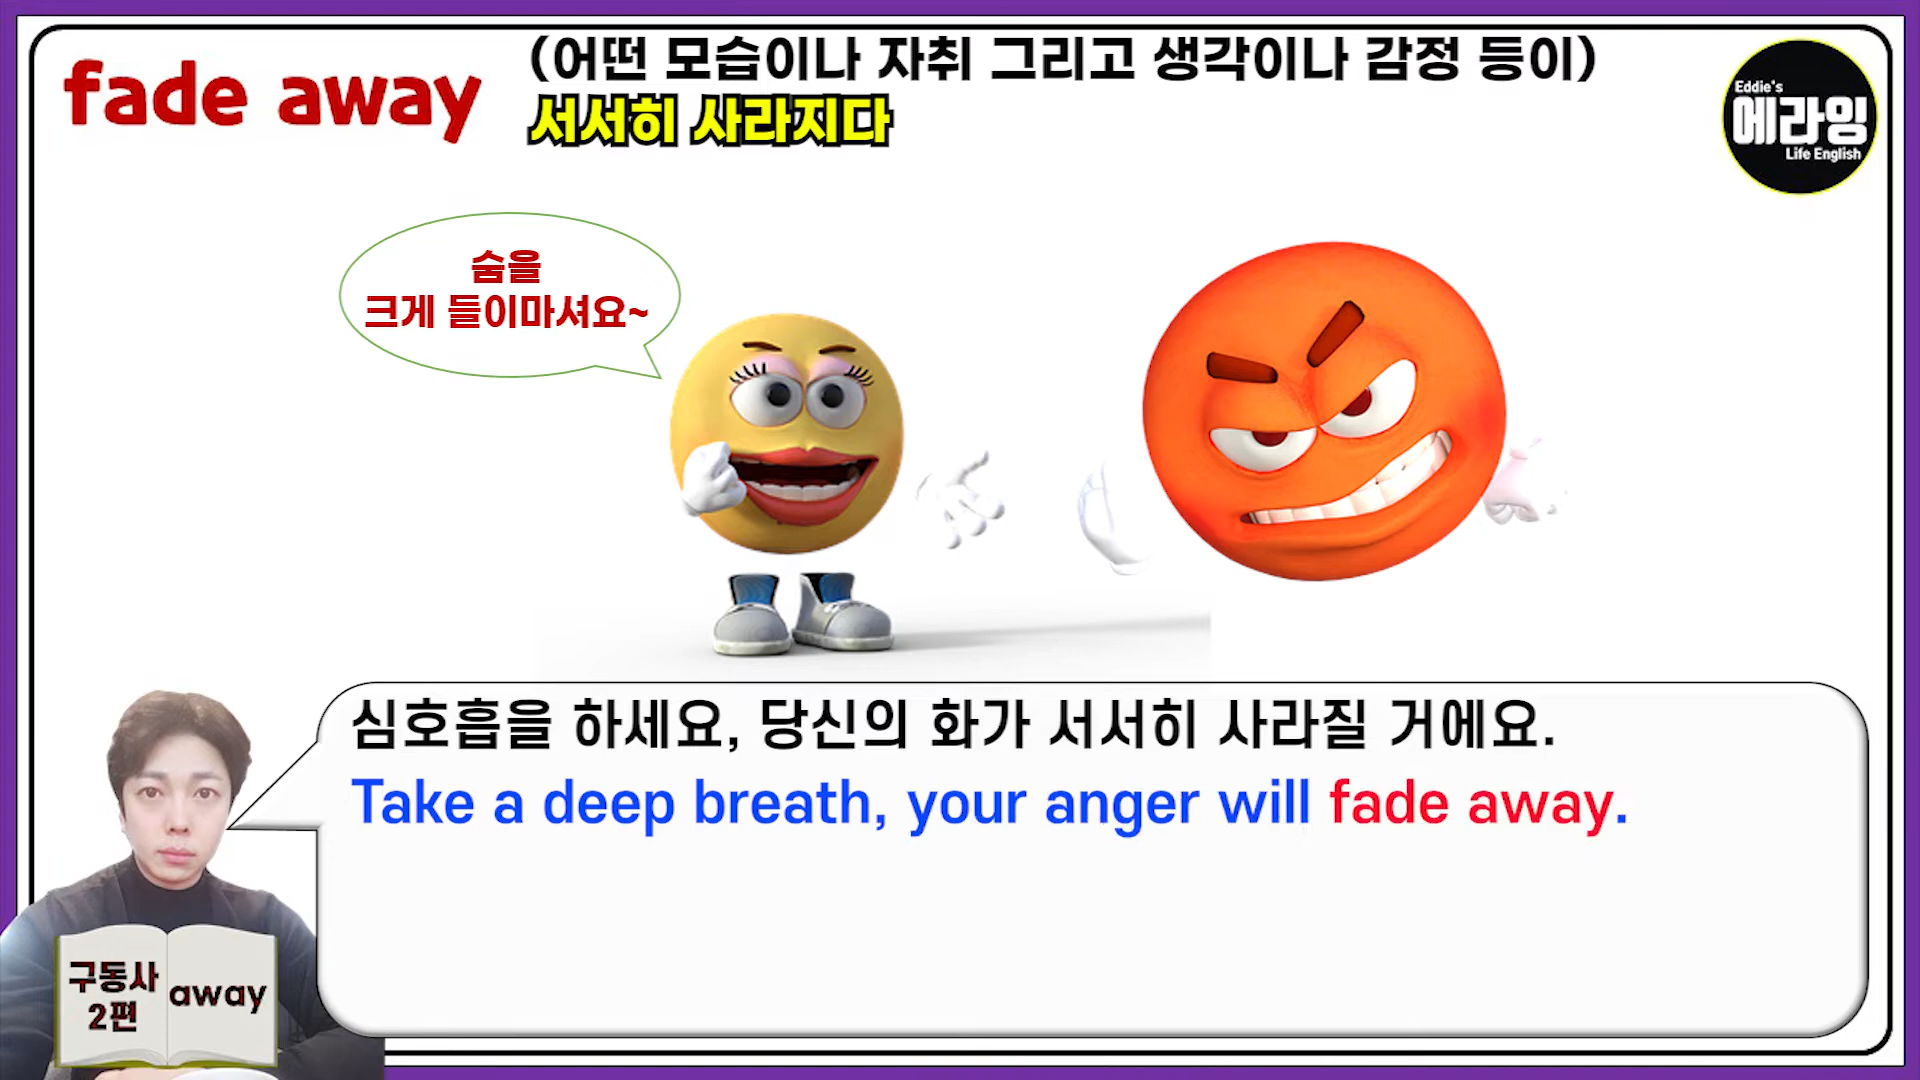 fade away
(어떤 모습이나 자취 그리고 생각이나 감정 등이)
서서히 사라지다
Eddie's
에라잉
Life English
숨을
크게 들이마셔요~
심호흡을 하세요, 당신의 화가 서서히 사라질 거에요.
Take a deep breath, your anger will fade away.
구동사
2편
away